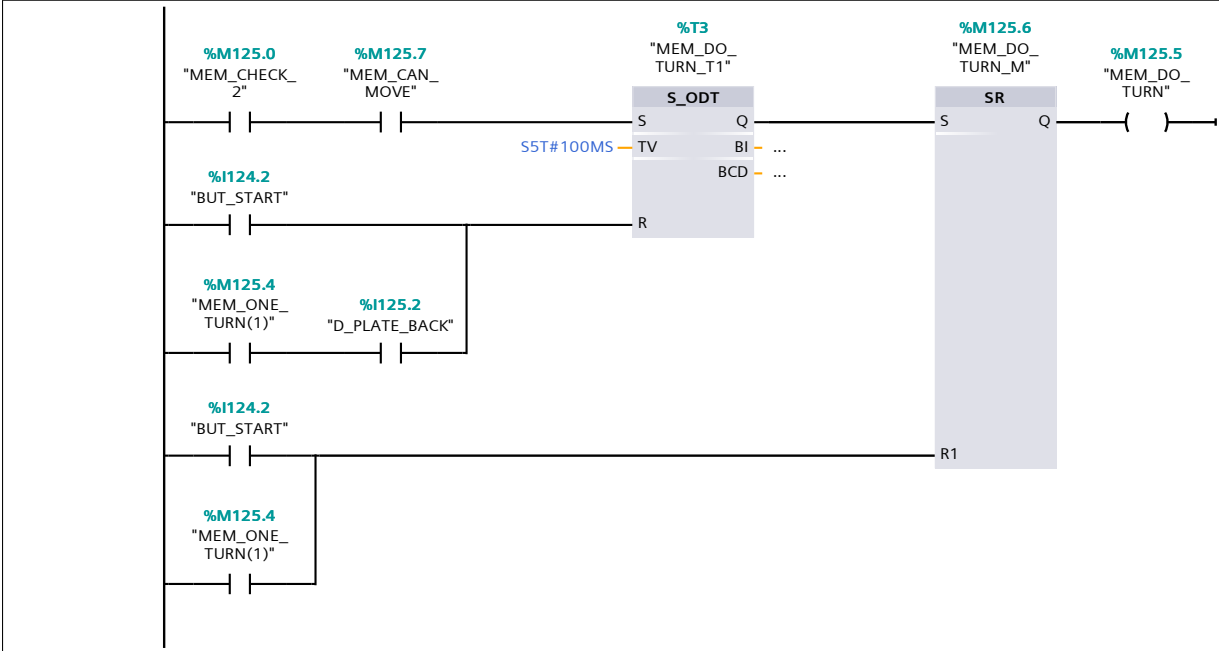 %T3
"MEM_DO_
TURN_T1"
%M125.6
"MEM_DO_
TURN_M"
%M125.0
"MEM_CHECK_
2"
%M125.7
"MEM_CAN_
MOVE"
%M125.5
"MEM_DO_
TURN"
S_ODT
SR
S
Q
S
Q
S5T#100MS
TV
BI
...
BCD
...
%I124.2
"BUT_START"
R
%M125.4
"MEM_ONE_
TURN(1)"
%I125.2
"D_PLATE_BACK"
%I124.2
"BUT_START"
R1
%M125.4
"MEM_ONE_
TURN(1)"